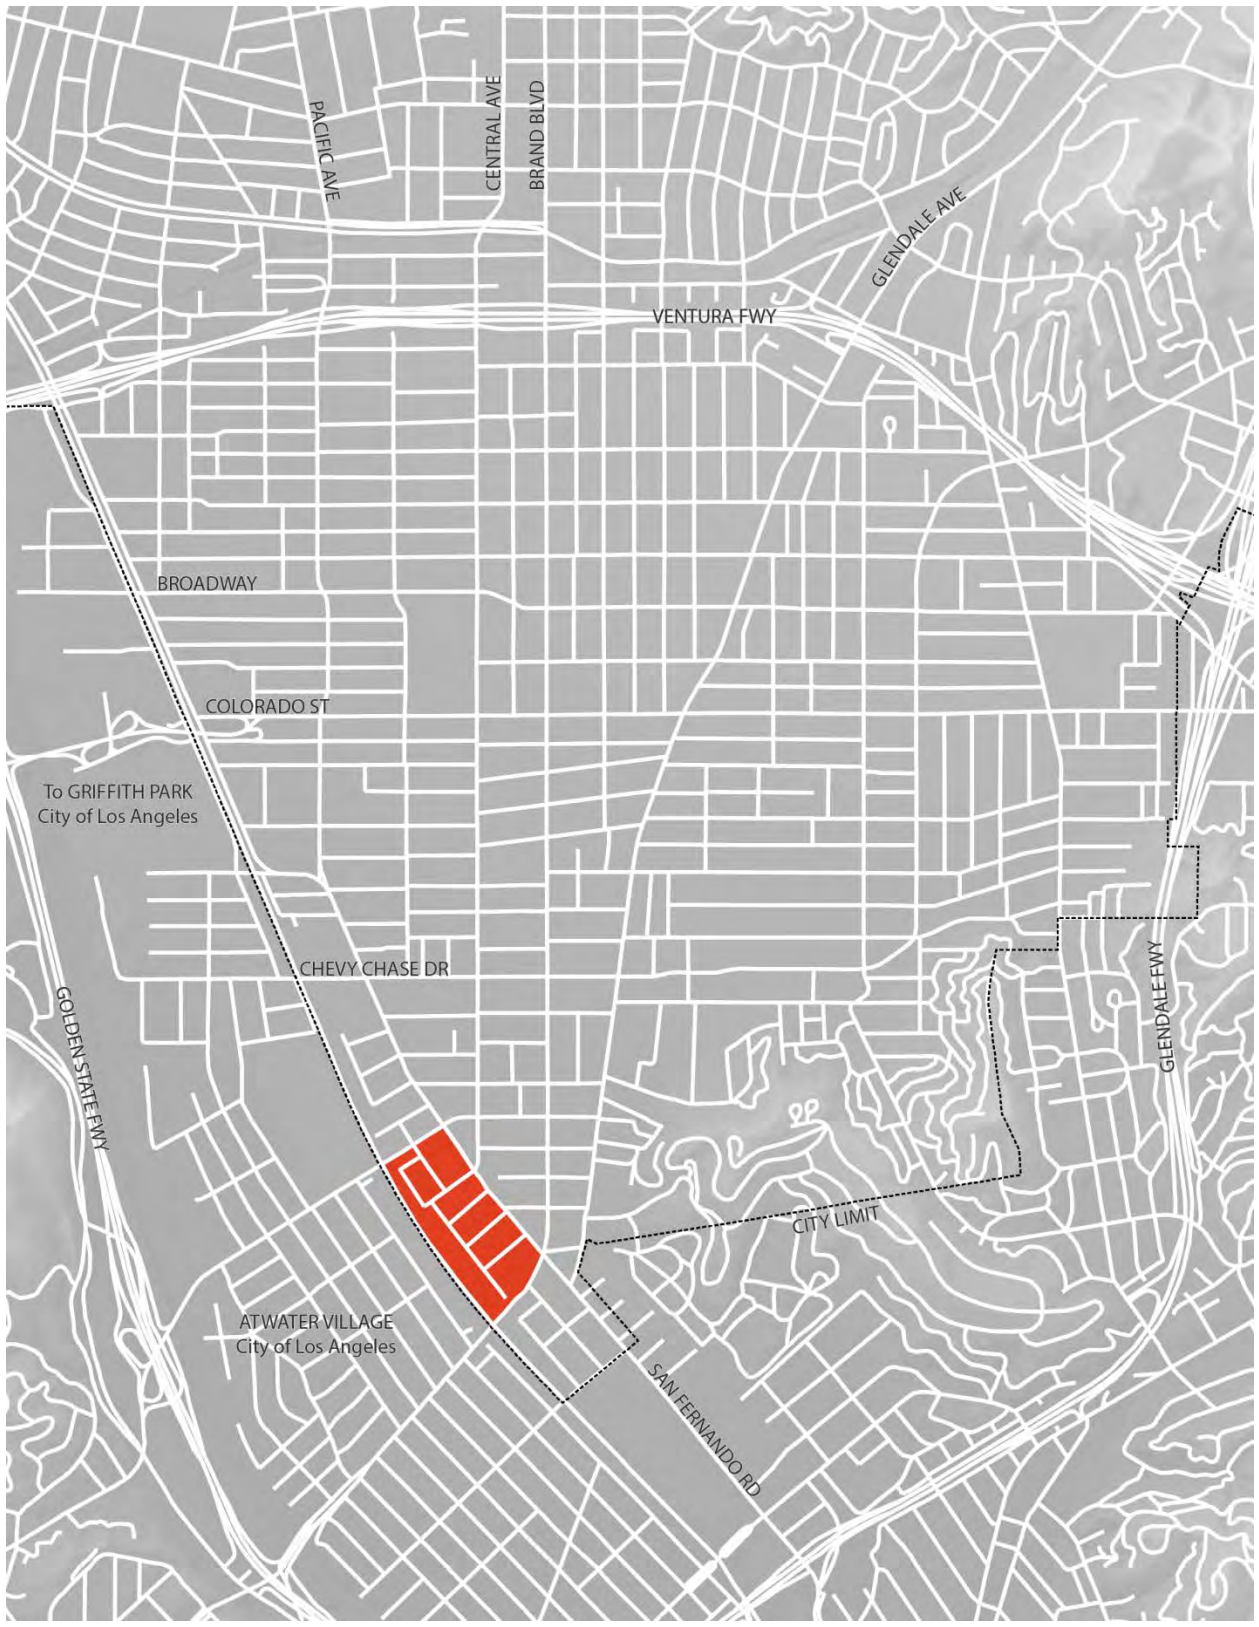 PACIFIC AVE
CENTRAL AVE
BRAND BLVD
GLENDALE AVE
VENTURA FWY
BROADWAY
COLORADO ST
To GRIFFITH PARK
City of Los Angeles
CHEVY CHASE DR
GOLDEN STATE FWY
GLENDALE FWY
CITY LIMIT
ATWATER VILLAGE
City of Los Angeles
SAN FERNANDO RD